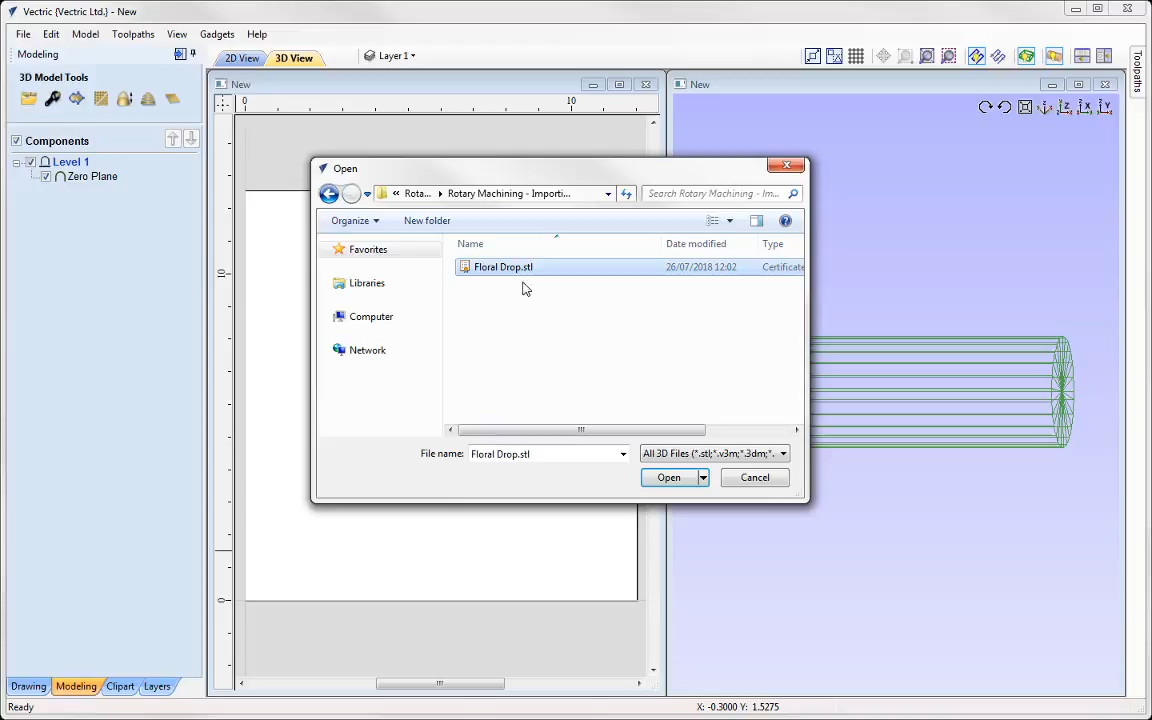 Vectric {Vectric Ltd.} - New
File Edit Model Toolpaths View Gadgets Help
Modeling
2D View 3D View Layer 1
Toolpaths
3D Model Tools
New
New
0 10
Components
Level 1
Zero Plane
Open
« Rota... Rotary Machining - Importi... Search Rotary Machining - Im...
Organize New folder
Favorites
Libraries
Computer
Network
Name Date modified Type
Floral Drop.stl 26/07/2018 12:02 Certificate
10
File name: Floral Drop.stl All 3D Files (*.stl;*.v3m;*.3dm;*.
Open Cancel
0
Drawing Modeling Clipart Layers
Ready X: -0.3000 Y: 1.5275